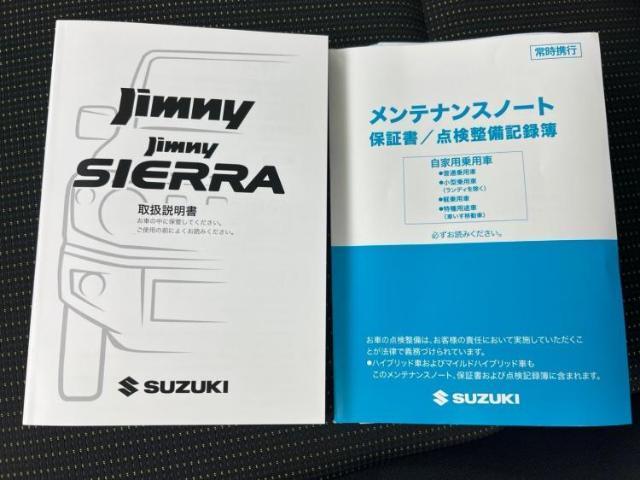 Jimny
Jimny
SIERRA
取扱説明書
お車の中に保管してください。
ご使用の前によくお読みください。
SUZUKI
常時携行
メンテナンスノート
保証書／点検整備記録簿
自家用乗用車
●普通乗用車
●小型乗用車
（ランディを除く）
●軽乗用車
●特種用途車
（車いす移動車）
必ずお読みください。
お車の点検整備は、お客様の責任において実施していただくこ
とが法律で義務づけられています。
●ハイブリッド車およびマイルドハイブリッド車も
このメンテナンスノート、保証書および点検記録簿に含まれます。
SUZUKI